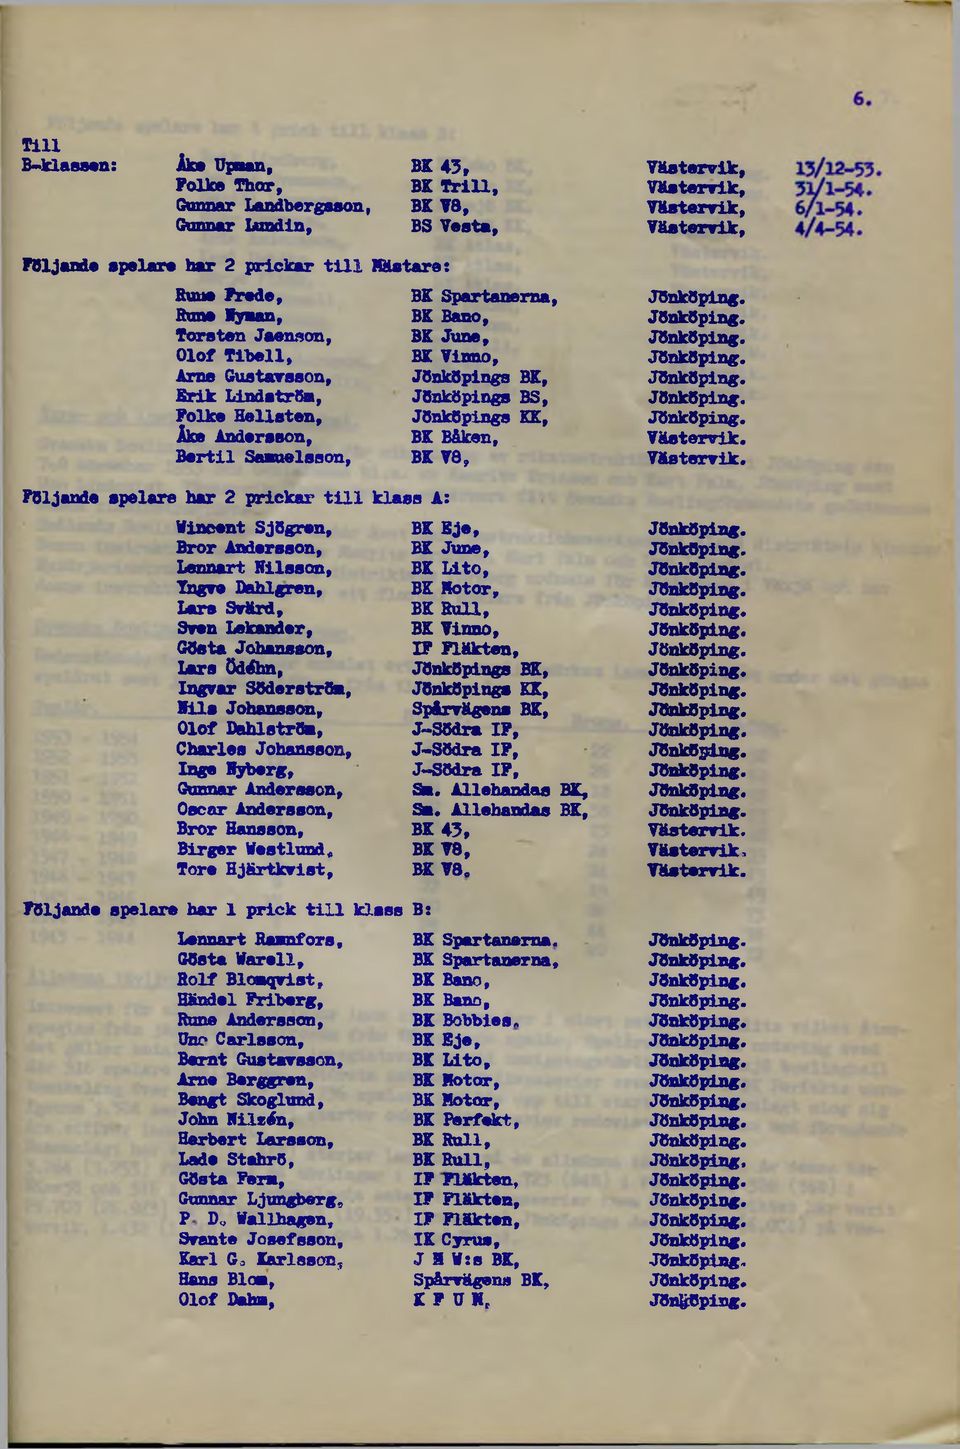 6.
Till
B-klassen: Åke Upman, BK 43, Västervik, 13/12-53.
Folke Thor, BK Trill, Västervik, 31/1-54.
Gunnar Landbergsson, BK V8, Västervik, 6/1-54.
Gunnar Lundin, BS Vesta, Västervik, 4/4-54.
Följande spelare har 2 prickar till Mästare:
Rune Frede, BK Spartanerna, Jönköping.
Rune Nyman, BK Bano, Jönköping.
Torsten Jaenson, BK June, Jönköping.
Olof Tibell, BK Vinno, Jönköping.
Arne Gustavsson, Jönköpings BK, Jönköping.
Erik Lindström, Jönköpings BS, Jönköping.
Folke Hellsten, Jönköpings KK, Jönköping.
Åke Andersson, BK Båken, Västervik.
Bertil Samuelsson, BK V8, Västervik.
Följande spelare har 2 prickar till klass A:
Vincent Sjögren, BK Eje, Jönköping.
Bror Andersson, BK June, Jönköping.
Lennart Nilsson, BK Lito, Jönköping.
Yngve Dahlgren, BK Motor, Jönköping.
Lars Svärd, BK Rull, Jönköping.
Sven Lekander, BK Vinno, Jönköping.
Gösta Johansson, IF Fläkten, Jönköping.
Lars Ödéhn, Jönköpings BK, Jönköping.
Ingvar Söderström, Jönköpings KK, Jönköping.
Nils Johansson, Spårvägens BK, Jönköping.
Olof Dahlström, J-Södra IF, Jönköping.
Charles Johansson, J-Södra IF, Jönköping.
Inge Nyberg, J-Södra IF, Jönköping.
Gunnar Andersson, Sm. Allehandas BK, Jönköping.
Oscar Andersson, Sm. Allehandas BK, Jönköping.
Bror Hansson, BK 43, Västervik.
Birger Westlund, BK V8, Västervik.
Tore Hjärtkvist, BK V8, Västervik.
Följande spelare har 1 prick till klass B:
Lennart Ramnfors, BK Spartanerna, Jönköping.
Gösta Warell, BK Spartanerna, Jönköping.
Rolf Blomqvist, BK Bano, Jönköping.
Händel Friberg, BK Bano, Jönköping.
Rune Andersson, BK Bobbies, Jönköping.
Uno Carlsson, BK Eje, Jönköping.
Bernt Gustavsson, BK Lito, Jönköping.
Arne Berggren, BK Motor, Jönköping.
Bengt Skoglund, BK Motor, Jönköping.
John Nilzén, BK Perfekt, Jönköping.
Herbert Larsson, BK Rull, Jönköping.
Lade Stahrö, BK Rull, Jönköping.
Gösta Ferm, IF Fläkten, Jönköping.
Gunnar Ljungberg, IF Fläkten, Jönköping.
P. D. Wallhagen, IF Fläkten, Jönköping.
Svante Josefsson, IK Cyrus, Jönköping.
Karl G. Karlsson, J M W:s BK, Jönköping.
Hans Blom, Spårvägens BK, Jönköping.
Olof Dahm, K F U M, Jönköping.